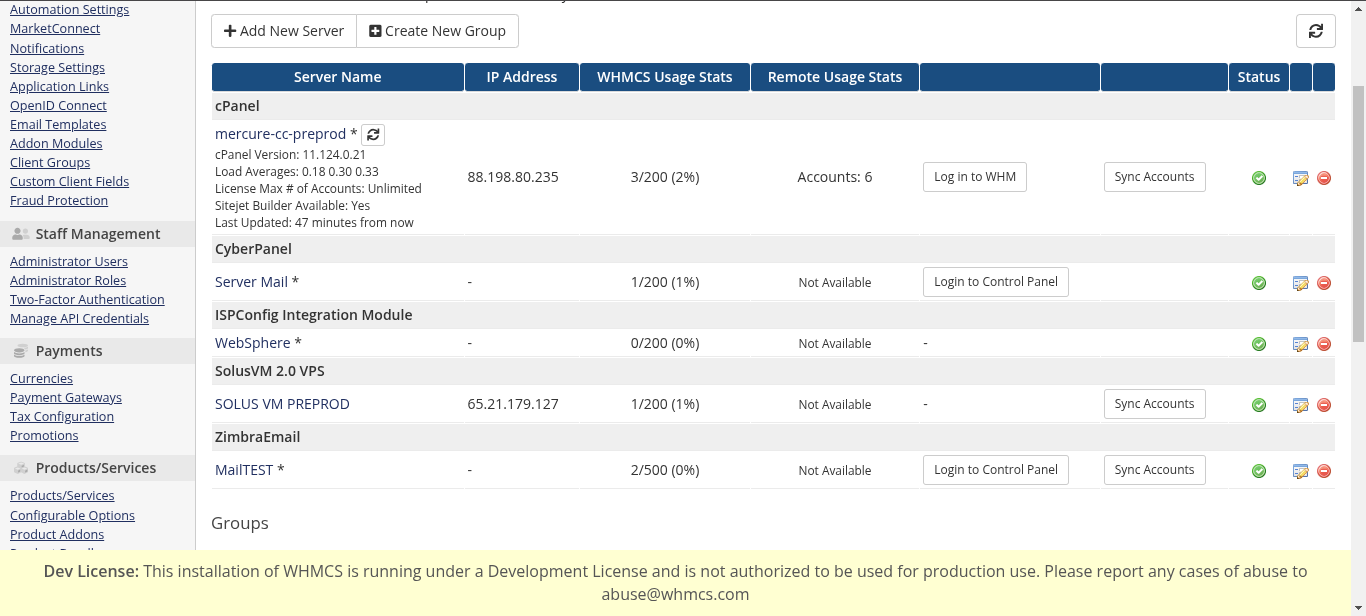 Automation Settings
MarketConnect
Notifications
Storage Settings
Application Links
OpenID Connect
Email Templates
Addon Modules
Client Groups
Custom Client Fields
Fraud Protection
Staff Management
Administrator Users
Administrator Roles
Two-Factor Authentication
Manage API Credentials
Payments
Currencies
Payment Gateways
Tax Configuration
Promotions
Products/Services
Products/Services
Configurable Options
Product Addons
Add New Server Create New Group
Server Name IP Address WHMCS Usage Stats Remote Usage Stats Status
cPanel
mercure-cc-preprod *
cPanel Version: 11.124.0.21
Load Averages: 0.18 0.30 0.33
License Max # of Accounts: Unlimited
Sitejet Builder Available: Yes
Last Updated: 47 minutes from now
88.198.80.235 3/200 (2%) Accounts: 6 Log in to WHM Sync Accounts
CyberPanel
Server Mail * - 1/200 (1%) Not Available Login to Control Panel
ISPConfig Integration Module
WebSphere * - 0/200 (0%) Not Available -
SolusVM 2.0 VPS
SOLUS VM PREPROD 65.21.179.127 1/200 (1%) Not Available - Sync Accounts
ZimbraEmail
MailTEST * - 2/500 (0%) Not Available Login to Control Panel Sync Accounts
Groups
Dev License: This installation of WHMCS is running under a Development License and is not authorized to be used for production use. Please report any cases of abuse to
abuse@whmcs.com